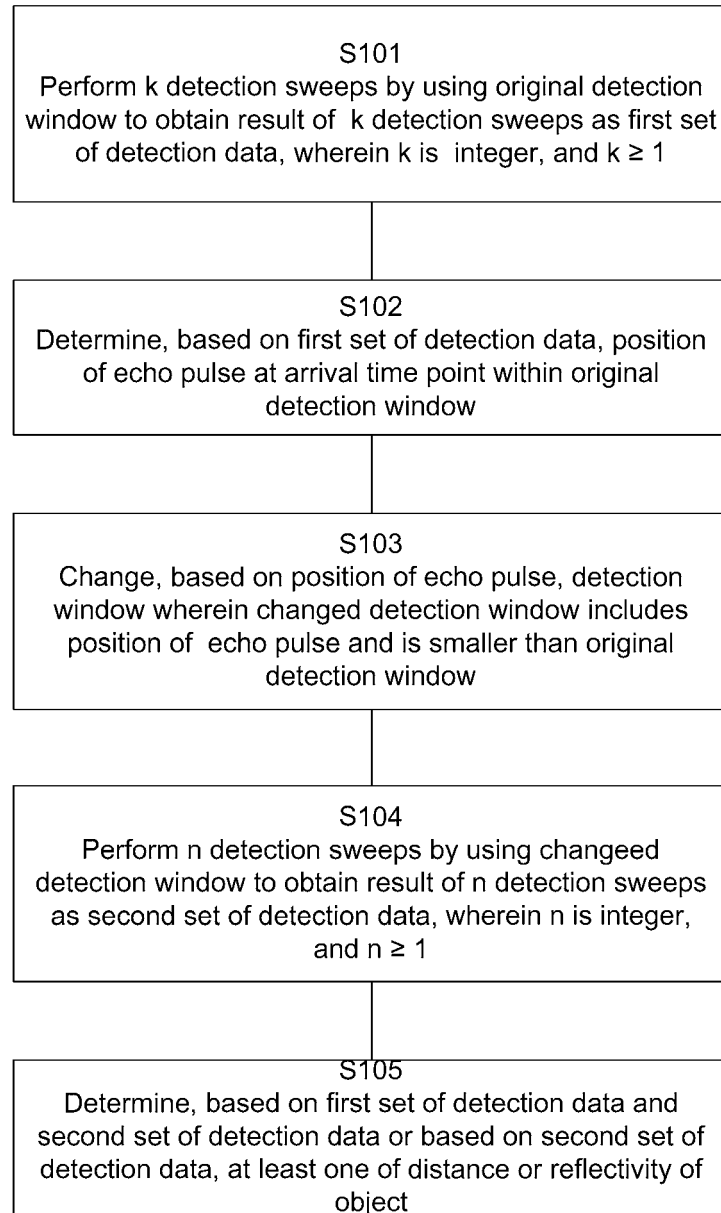 S101
Perform k detection sweeps by using original detection
window to obtain result of k detection sweeps as first set
of detection data, wherein k is integer, and k ≥ 1
S102
Determine, based on first set of detection data, position
of echo pulse at arrival time point within original
detection window
S103
Change, based on position of echo pulse, detection
window wherein changed detection window includes
position of echo pulse and is smaller than original
detection window
S104
Perform n detection sweeps by using changeed
detection window to obtain result of n detection sweeps
as second set of detection data, wherein n is integer,
and n ≥ 1
S105
Determine, based on first set of detection data and
second set of detection data or based on second set of
detection data, at least one of distance or reflectivity of
object